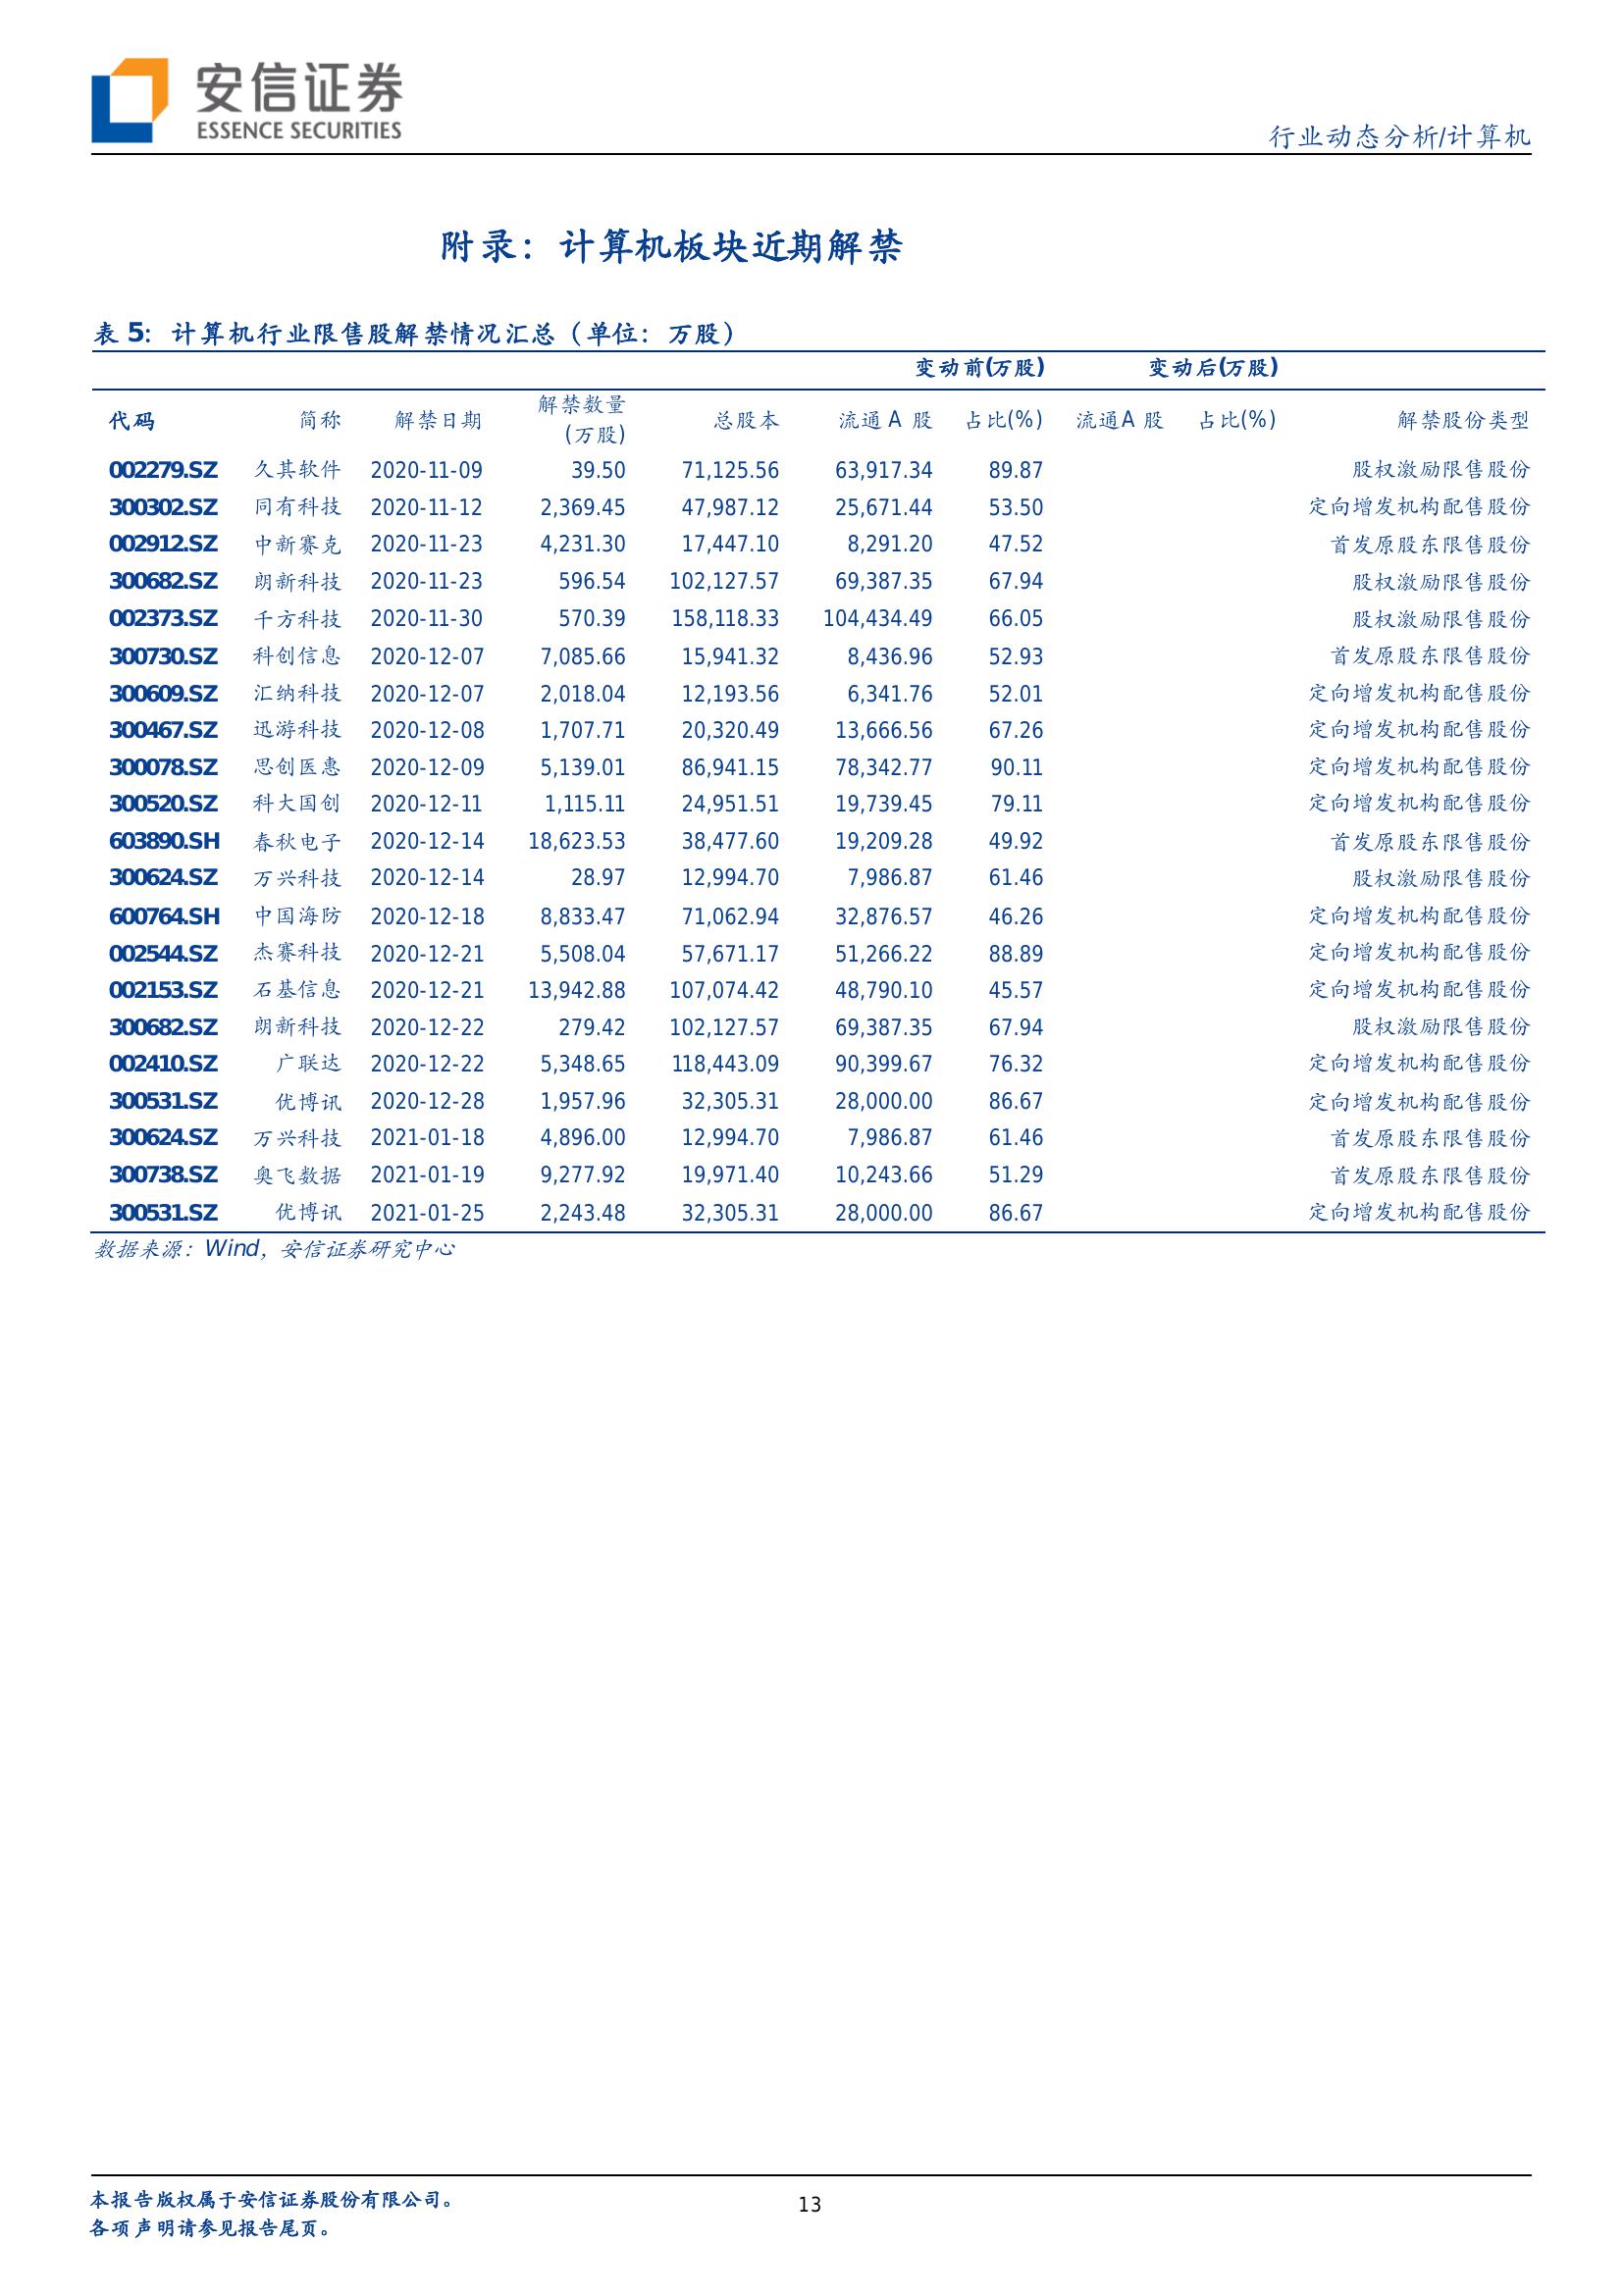 安信证券
ESSENCE SECURITIES
行业动态分析/计算机
附录：计算机板块近期解禁
表 5：计算机行业限售股解禁情况汇总（单位：万股）
变动前(万股) 变动后(万股)
代码 简称 解禁日期 解禁数量(万股) 总股本 流通 A 股 占比(%) 流通A 股 占比(%) 解禁股份类型
002279.SZ 久其软件 2020-11-09 39.50 71,125.56 63,917.34 89.87 股权激励限售股份
300302.SZ 同有科技 2020-11-12 2,369.45 47,987.12 25,671.44 53.50 定向增发机构配售股份
002912.SZ 中新赛克 2020-11-23 4,231.30 17,447.10 8,291.20 47.52 首发原股东限售股份
300682.SZ 朗新科技 2020-11-23 596.54 102,127.57 69,387.35 67.94 股权激励限售股份
002373.SZ 千方科技 2020-11-30 570.39 158,118.33 104,434.49 66.05 股权激励限售股份
300730.SZ 科创信息 2020-12-07 7,085.66 15,941.32 8,436.96 52.93 首发原股东限售股份
300609.SZ 汇纳科技 2020-12-07 2,018.04 12,193.56 6,341.76 52.01 定向增发机构配售股份
300467.SZ 迅游科技 2020-12-08 1,707.71 20,320.49 13,666.56 67.26 定向增发机构配售股份
300078.SZ 思创医惠 2020-12-09 5,139.01 86,941.15 78,342.77 90.11 定向增发机构配售股份
300520.SZ 科大国创 2020-12-11 1,115.11 24,951.51 19,739.45 79.11 定向增发机构配售股份
603890.SH 春秋电子 2020-12-14 18,623.53 38,477.60 19,209.28 49.92 首发原股东限售股份
300624.SZ 万兴科技 2020-12-14 28.97 12,994.70 7,986.87 61.46 股权激励限售股份
600764.SH 中国海防 2020-12-18 8,833.47 71,062.94 32,876.57 46.26 定向增发机构配售股份
002544.SZ 杰赛科技 2020-12-21 5,508.04 57,671.17 51,266.22 88.89 定向增发机构配售股份
002153.SZ 石基信息 2020-12-21 13,942.88 107,074.42 48,790.10 45.57 定向增发机构配售股份
300682.SZ 朗新科技 2020-12-22 279.42 102,127.57 69,387.35 67.94 股权激励限售股份
002410.SZ 广联达 2020-12-22 5,348.65 118,443.09 90,399.67 76.32 定向增发机构配售股份
300531.SZ 优博讯 2020-12-28 1,957.96 32,305.31 28,000.00 86.67 定向增发机构配售股份
300624.SZ 万兴科技 2021-01-18 4,896.00 12,994.70 7,986.87 61.46 首发原股东限售股份
300738.SZ 奥飞数据 2021-01-19 9,277.92 19,971.40 10,243.66 51.29 首发原股东限售股份
300531.SZ 优博讯 2021-01-25 2,243.48 32,305.31 28,000.00 86.67 定向增发机构配售股份
数据来源：Wind，安信证券研究中心
本报告版权属于安信证券股份有限公司。
13
各项声明请参见报告尾页。